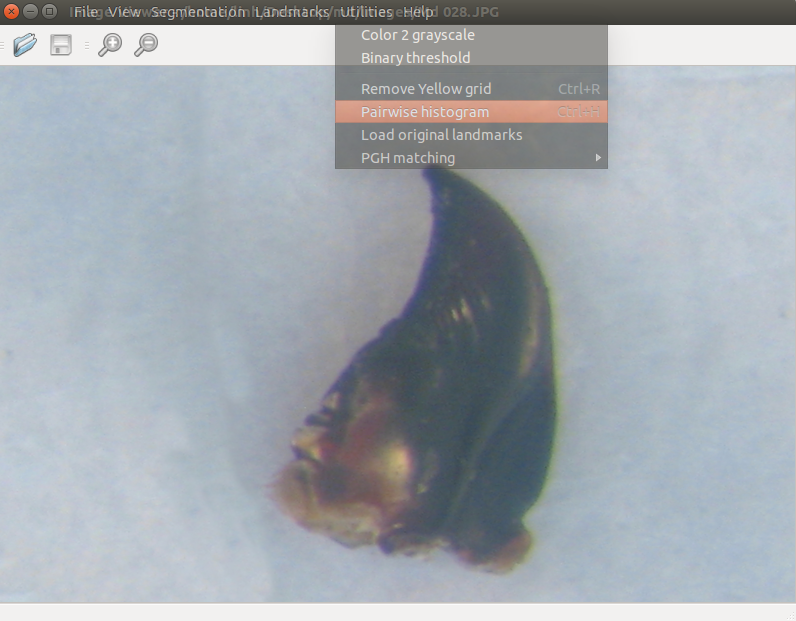 File View Segmentation Landmarks Utilities Help
028.JPG
Color 2 grayscale
Binary threshold
Remove Yellow grid Ctrl+R
Pairwise histogram Ctrl+H
Load original landmarks
PGH matching